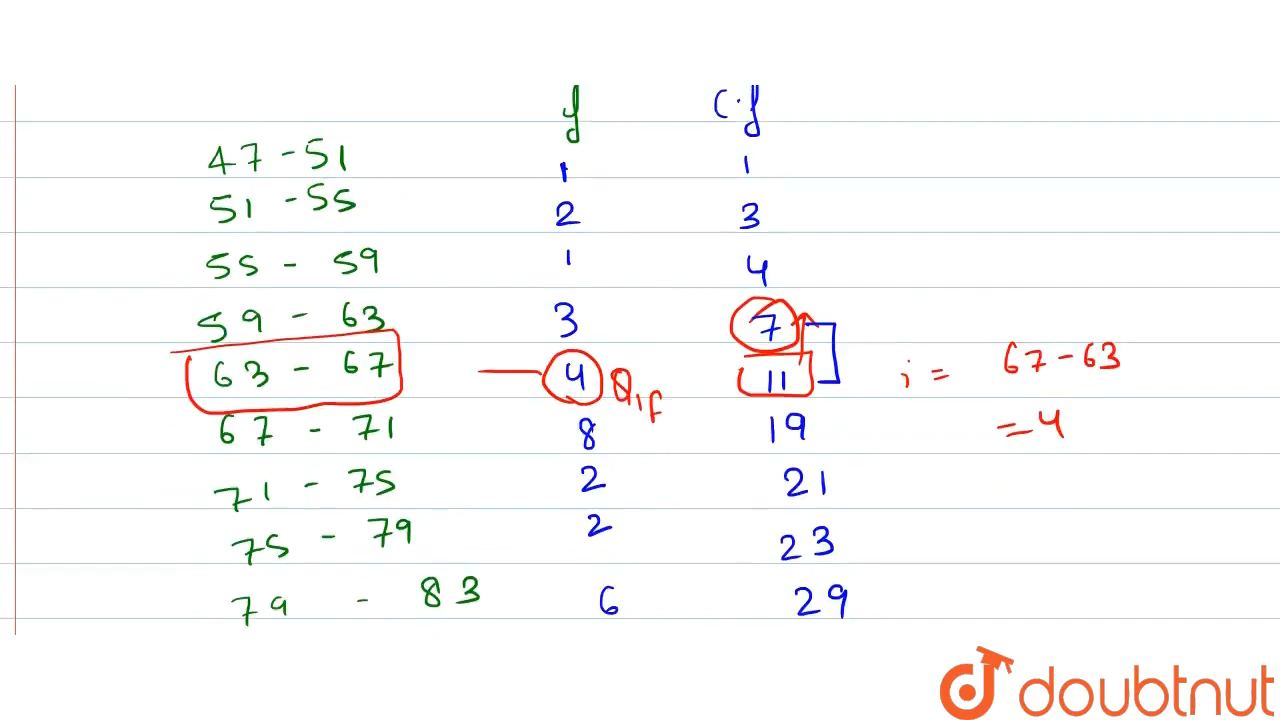 f c.f
47 - 51 1 1
51 - 55 2 3
55 - 59 1 4
59 - 63 3 7
63 - 67 4 Q1f 11 i = 67 - 63
67 - 71 8 19 = 4
71 - 75 2 21
75 - 79 2 23
79 - 83 6 29
doubtnut